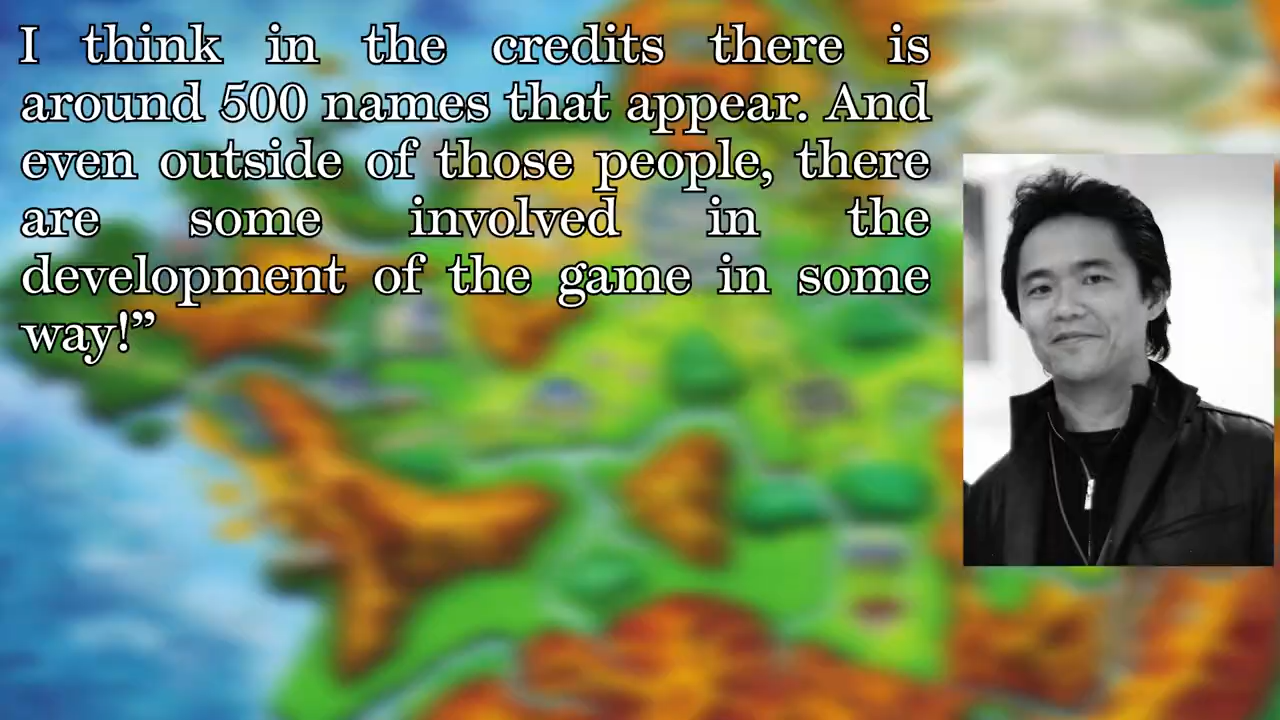 I think in the credits there is
around 500 names that appear. And
even outside of those people, there
are some involved in the
development of the game in some
way!”